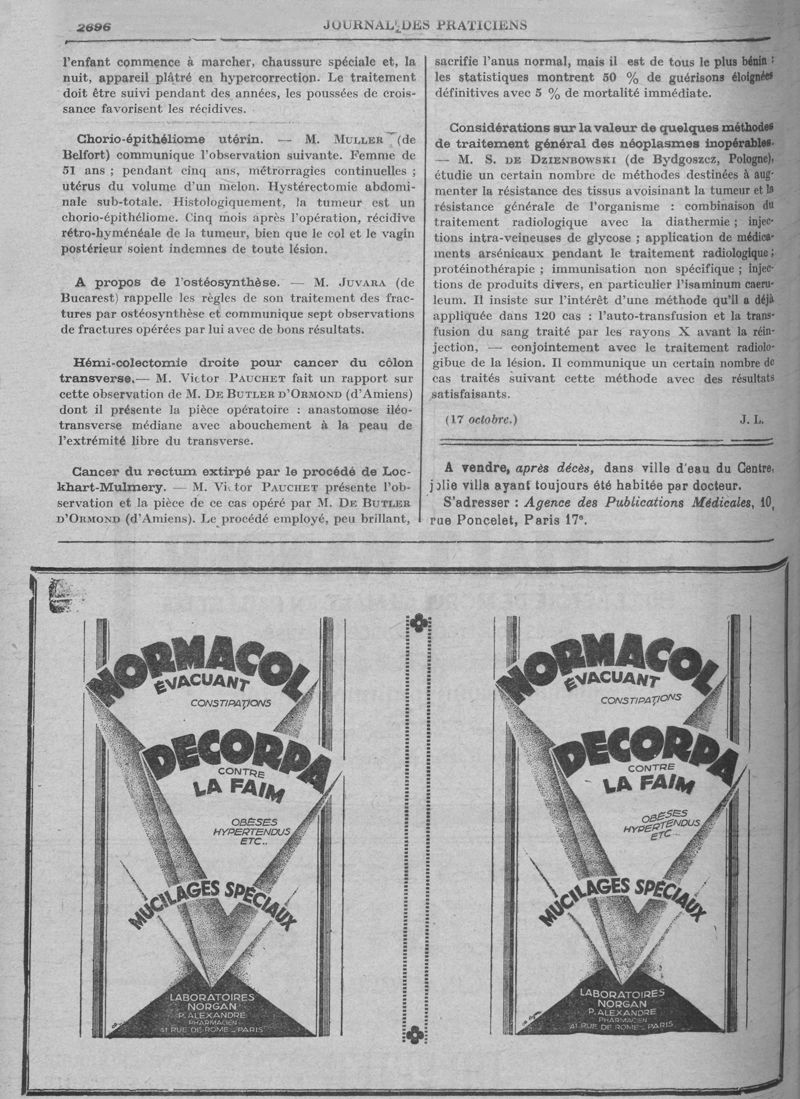 2696
JOURNAL DES PRATICIENS
l'enfant commence à marcher, chaussure spéciale et, la
nuit, appareil plâtré en hypercorrection. Le traitement
doit être suivi pendant des années, les poussées de crois-
sance favorisent les récidives.
Chorio-épithéliome utérin. — M. MULLER (de
Belfort) communique l'observation suivante. Femme de
51 ans ; pendant cinq ans, métrorragies continuelles ;
utérus du volume d'un melon. Hystérectomie abdomi-
nale sub-totale. Histologiquement, la tumeur est un
chorio-épithéliome. Cinq mois après l'opération, récidive
rétro-hyménéale de la tumeur, bien que le col et le vagin
postérieur soient indemnes de toute lésion.
A propos de l'ostéosynthèse. — M. JUVARA (de
Bucarest) rappelle les règles de son traitement des frac-
tures par ostéosynthèse et communique sept observations
de fractures opérées par lui avec de bons résultats.
Hémi-colectomie droite pour cancer du côlon
transverse.— M. Victor PAUCHET fait un rapport sur
cette observation de M. DE BUTLER D'ORMOND (d'Amiens)
dont il présente la pièce opératoire : anastomose iléo-
transverse médiane avec abouchement à la peau de
l'extrémité libre du transverse.
Cancer du rectum extirpé par le procédé de Loc-
khart-Mulmery. — M. Victor PAUCHET présente l'ob-
servation et la pièce de ce cas opéré par M. DE BUTLER
D'ORMOND (d'Amiens). Le procédé employé, peu brillant,
sacrifie l'anus normal, mais il est de tous le plus bénin :
les statistiques montrent 50 % de guérisons éloignées
définitives avec 5 % de mortalité immédiate.
Considérations sur la valeur de quelques méthodes
de traitement général des néoplasmes inopérables.
— M. S. DE DZIENBOWSKI (de Bydgoszcz, Pologne),
étudie un certain nombre de méthodes destinées à aug-
menter la résistance des tissus avoisinant la tumeur et la
résistance générale de l'organisme : combinaison du
traitement radiologique avec la diathermie ; injec-
tions intra-veineuses de glycose ; application de médica-
ments arsénicaux pendant le traitement radiologique ;
protéinothérapie ; immunisation non spécifique ; injec-
tions de produits divers, en particulier l'isaminum caeru-
leum. Il insiste sur l'intérêt d'une méthode qu'il a déjà
appliquée dans 120 cas : l'auto-transfusion et la trans-
fusion du sang traité par les rayons X avant la réin-
jection, — conjointement avec le traitement radiolo-
gibue de la lésion. Il communique un certain nombre de
cas traités suivant cette méthode avec des résultats
satisfaisants.
(17 octobre.) J. L.
A vendre, après décès, dans ville d'eau du Centre,
jolie villa ayant toujours été habitée par docteur.
S'adresser : Agence des Publications Médicales, 10,
rue Poncelet, Paris 17e.
NORMACOL
ÉVACUANT
CONSTIPATIONS
DECORPA
CONTRE
LA FAIM
OBÈSES
HYPERTENDUS
ETC..
MUCILAGES SPÉCIAUX
LABORATOIRES
NORGAN
P. ALEXANDRE
PHARMACIEN
41 RUE DE ROME _ PARIS
NORMACOL
ÉVACUANT
CONSTIPATIONS
DECORPA
CONTRE
LA FAIM
OBÈSES
HYPERTENDUS
ETC..
MUCILAGES SPÉCIAUX
LABORATOIRES
NORGAN
P. ALEXANDRE
PHARMACIEN
41 RUE DE ROME _ PARIS